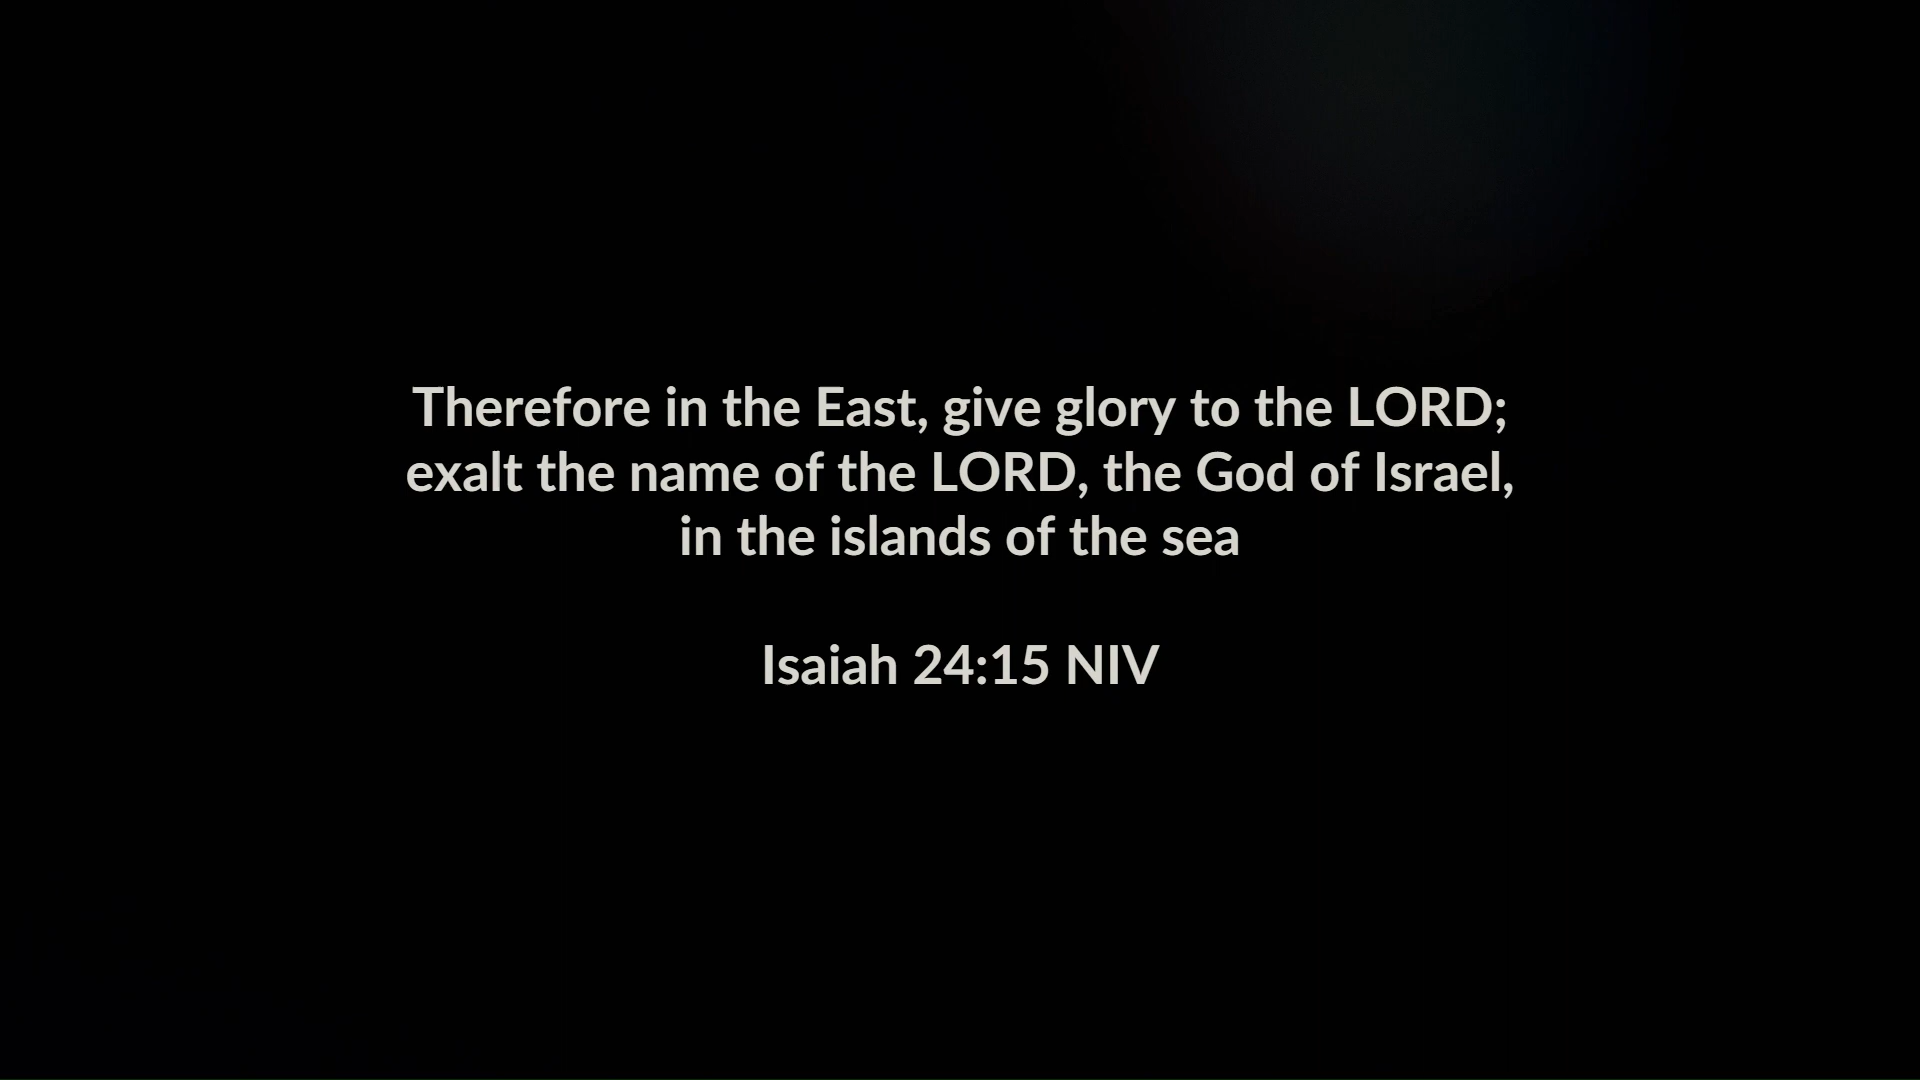 Therefore in the East, give glory to the LORD;
exalt the name of the LORD, the God of Israel,
in the islands of the sea
Isaiah 24:15 NIV